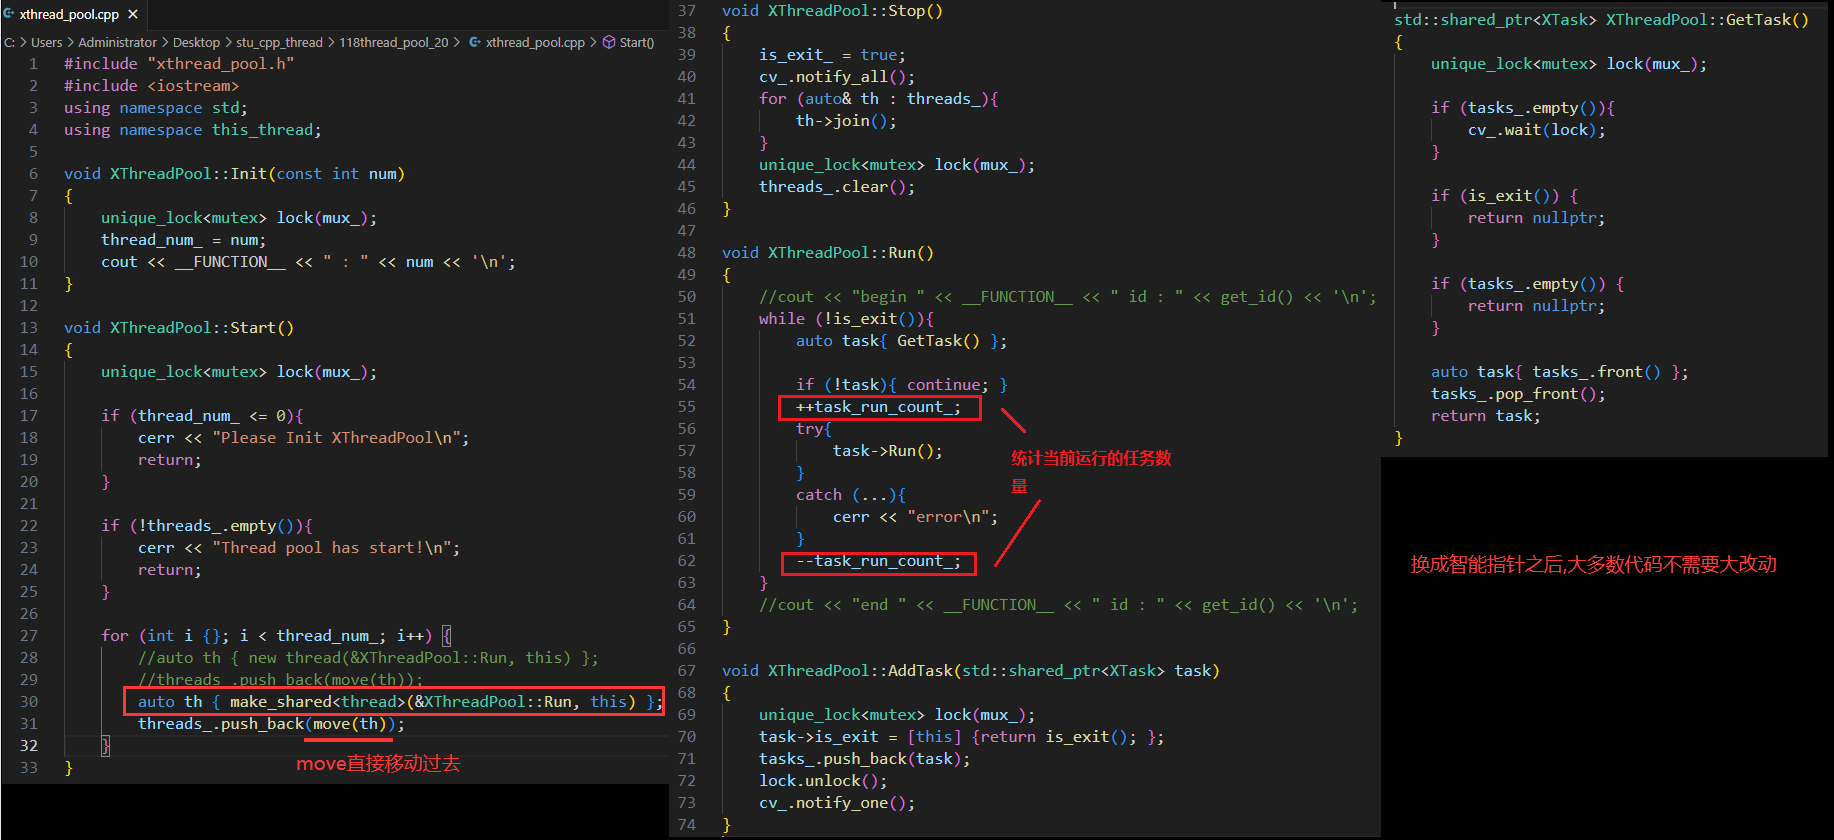 xthread_pool.cpp ×
C: > Users > Administrator > Desktop > stu_cpp_thread > 118thread_pool_20 > xthread_pool.cpp > Start()
1 #include "xthread_pool.h"
2 #include <iostream>
3 using namespace std;
4 using namespace this_thread;
5
6 void XThreadPool::Init(const int num)
7 {
8 unique_lock<mutex> lock(mux_);
9 thread_num_ = num;
10 cout << __FUNCTION__ << " : " << num << '\n';
11 }
12
13 void XThreadPool::Start()
14 {
15 unique_lock<mutex> lock(mux_);
16
17 if (thread_num_ <= 0){
18 cerr << "Please Init XThreadPool\n";
19 return;
20 }
21
22 if (!threads_.empty()){
23 cerr << "Thread pool has start!\n";
24 return;
25 }
26
27 for (int i {}; i < thread_num_; i++) {
28 //auto th { new thread(&XThreadPool::Run, this) };
29 //threads_.push_back(move(th));
30 auto th { make_shared<thread>(&XThreadPool::Run, this) };
31 threads_.push_back(move(th));
32 }
33 }
move直接移动过去
37 void XThreadPool::Stop()
38 {
39 is_exit_ = true;
40 cv_.notify_all();
41 for (auto& th : threads_){
42 th->join();
43 }
44 unique_lock<mutex> lock(mux_);
45 threads_.clear();
46 }
47
48 void XThreadPool::Run()
49 {
50 //cout << "begin " << __FUNCTION__ << " id : " << get_id() << '\n';
51 while (!is_exit()){
52 auto task{ GetTask() };
53
54 if (!task){ continue; }
55 ++task_run_count_;
56 try{
57 task->Run();
58 }
59 catch (...){
60 cerr << "error\n";
61 }
62 --task_run_count_;
63 }
64 //cout << "end " << __FUNCTION__ << " id : " << get_id() << '\n';
65 }
66
67 void XThreadPool::AddTask(std::shared_ptr<XTask> task)
68 {
69 unique_lock<mutex> lock(mux_);
70 task->is_exit = [this] {return is_exit(); };
71 tasks_.push_back(task);
72 lock.unlock();
73 cv_.notify_one();
74 }
统计当前运行的任务数
量
std::shared_ptr<XTask> XThreadPool::GetTask()
{
unique_lock<mutex> lock(mux_);
if (tasks_.empty()){
cv_.wait(lock);
}
if (is_exit()) {
return nullptr;
}
if (tasks_.empty()) {
return nullptr;
}
auto task{ tasks_.front() };
tasks_.pop_front();
return task;
}
换成智能指针之后,大多数代码不需要大改动